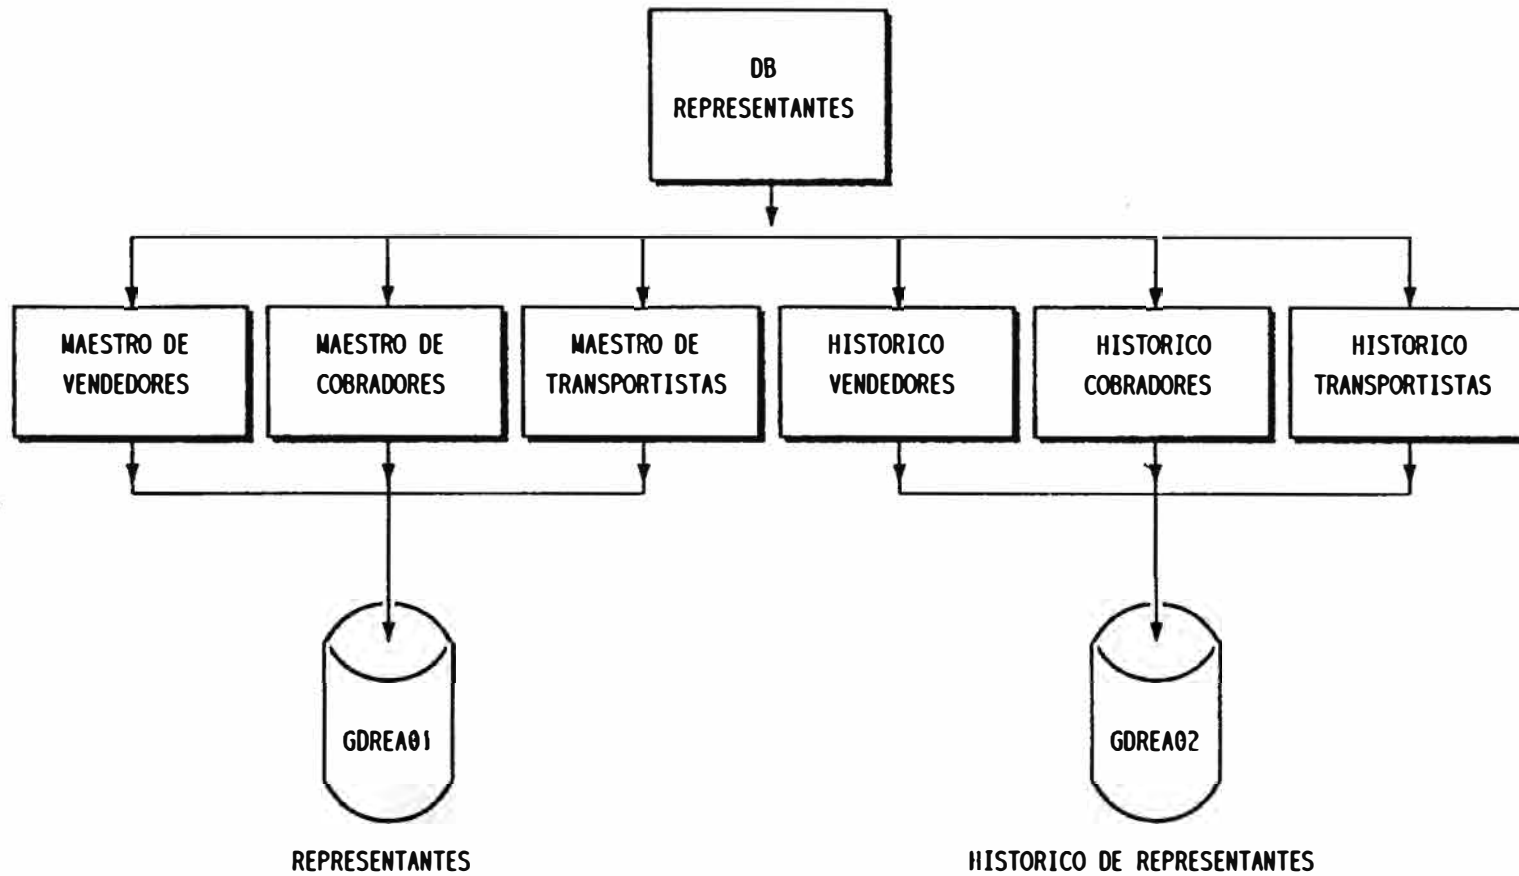 DB
REPRESENTANTES
MAESTRO DE
VENDEDORES
MAESTRO DE
COBRADORES
MAESTRO DE
TRANSPORTISTAS
HISTORICO
VENDEDORES
HISTORICO
COBRADORES
HISTORICO
TRANSPORTISTAS
GDREA01
GDREA02
REPRESENTANTES
HISTORICO DE REPRESENTANTES